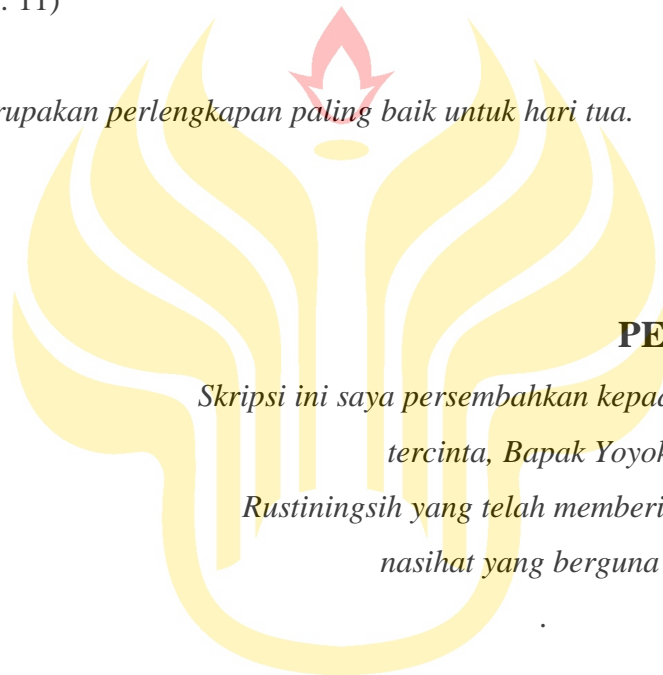 . 11)
rupakan perlengkapan paling baik untuk hari tua.
PE
Skripsi ini saya persembahkan kepad
tercinta, Bapak Yoyok
Rustiningsih yang telah memberi
nasihat yang berguna
.